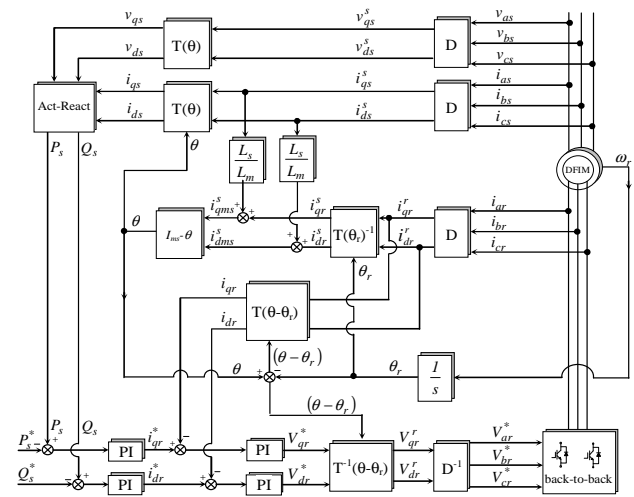 v_qs v_qs^s v_as
T(θ) D v_bs
v_ds v_ds^s v_cs
i_qs i_qs^s i_as
Act-React T(θ) D i_bs
i_ds i_ds^s i_cs
P_s Q_s θ
L_s/L_m L_s/L_m
DFIM ω_r
θ I_ms-θ i_qms^s + + i_qr^s T(θ_r)^-1 i_qr^r D i_ar
i_br
i_dms^s + + i_dr^s i_dr^r i_cr
θ_r
i_qr T(θ-θ_r)
i_dr
(θ-θ_r)
θ + - θ_r 1/s
(θ-θ_r)
P_s Q_s
P_s^* - + PI i_qr^* - PI V_qr^* T^-1(θ-θ_r) V_qr^r D^-1 V_ar^*
V_br^* back-to-back
Q_s^* - + PI i_dr^* - PI V_dr^* V_dr^r V_cr^*